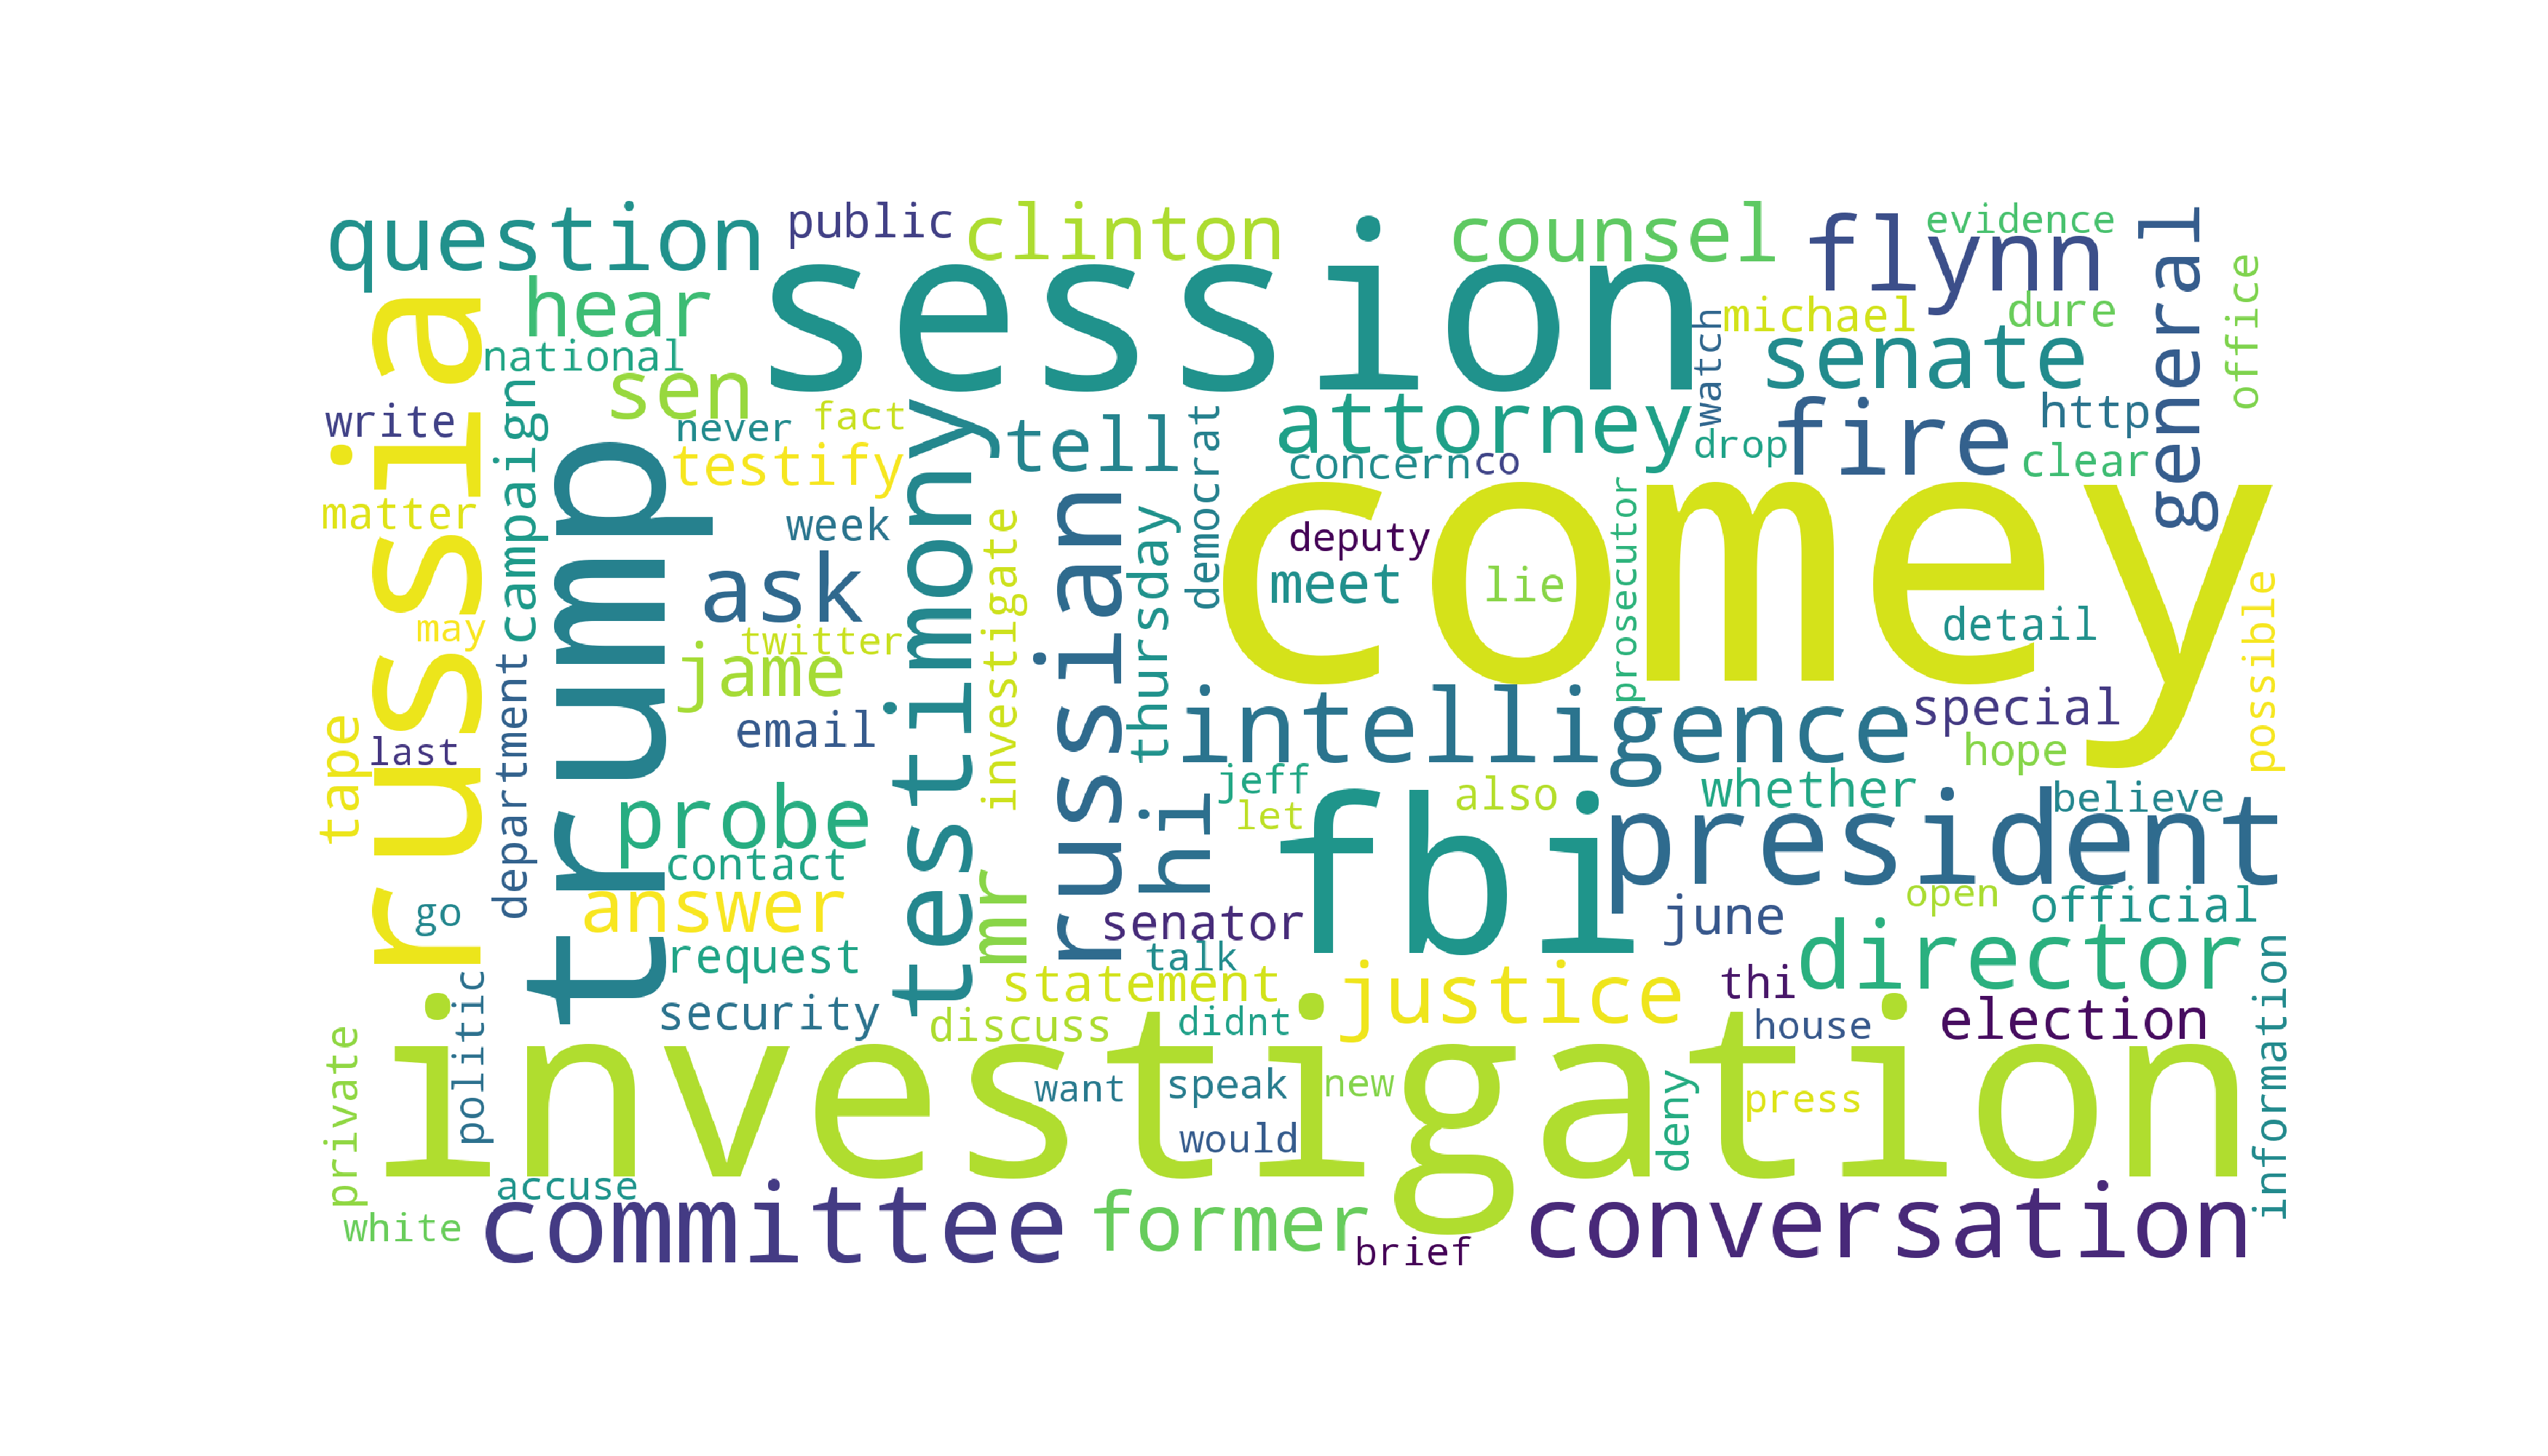 question
public
clinton
counsel
flynn
evidence
general
office
session
hear
national
michael
dure
watch
senate
russia
sen
campaign
write
never
fact
testimony
tell
democrat
attorney
fire
http
drop
clear
testify
concern
co
comey
trump
matter
week
investigate
russian
thursday
deputy
prosecutor
ask
meet
lie
possible
may
twitter
detail
jame
department
intelligence
special
tape
last
email
hope
jeff
let
also
whether
believe
probe
hi
fbi
president
contact
answer
mr
go
senator
june
open
official
request
talk
director
politic
security
statement
justice
thi
information
discuss
didnt
house
election
private
investigation
want
speak
new
deny
press
would
accuse
white
committee
former
brief
conversation